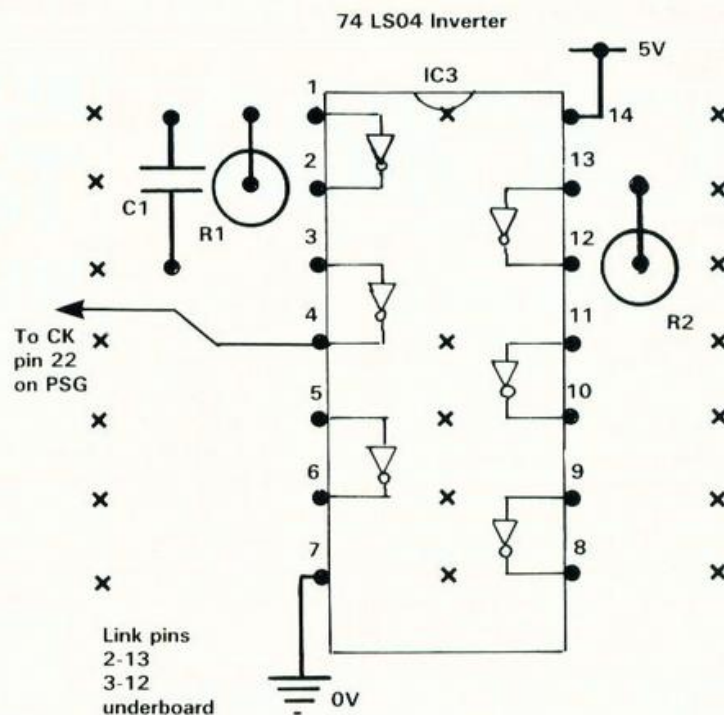 74 LS04 Inverter
5V
IC3
1
14
2
13
C1
R1
3
12
4
11
R2
To CK
pin 22
on PSG
5
10
6
9
7
8
Link pins
2-13
3-12
underboard
0V